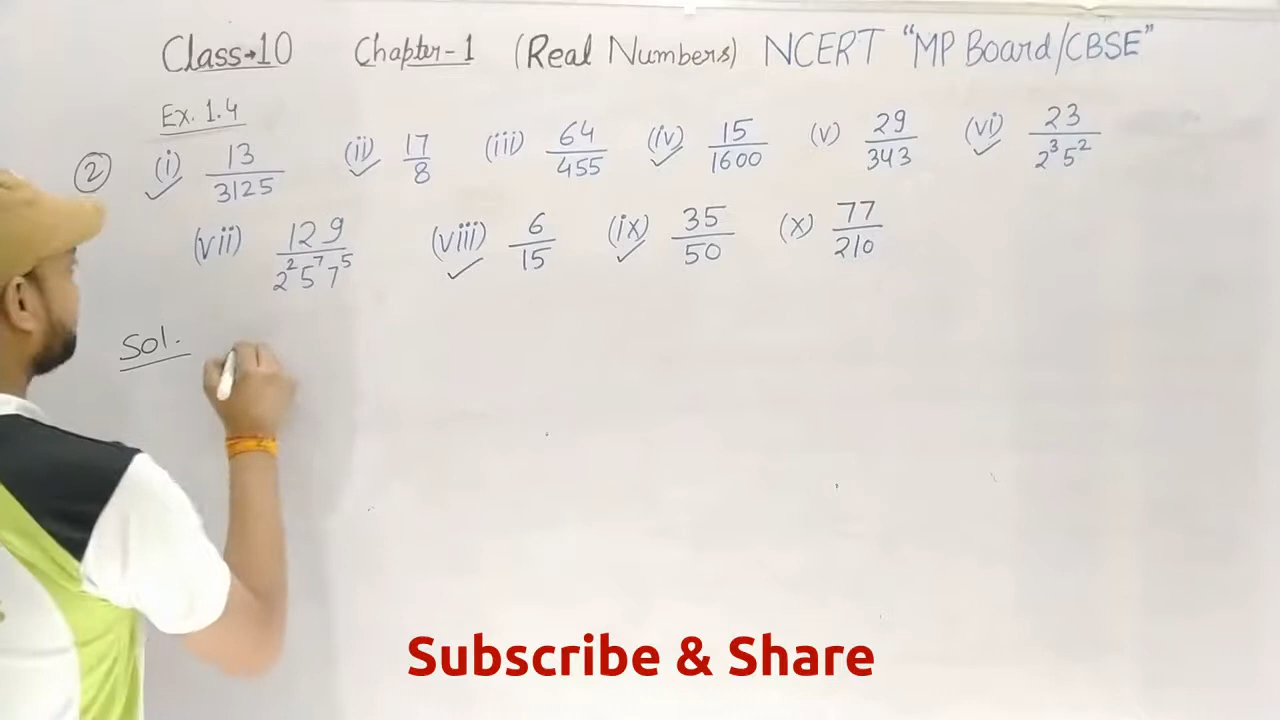 Class→10 Chapter-1 (Real Numbers) NCERT "MP Board/CBSE"
Ex. 1.4
② (i) 13/3125 (ii) 17/8 (iii) 64/455 (iv) 15/1600 (v) 29/343 (vi) 23/2³5²
(vii) 129/2²5⁷7⁵ (viii) 6/15 (ix) 35/50 (x) 77/210
Sol.
Subscribe & Share